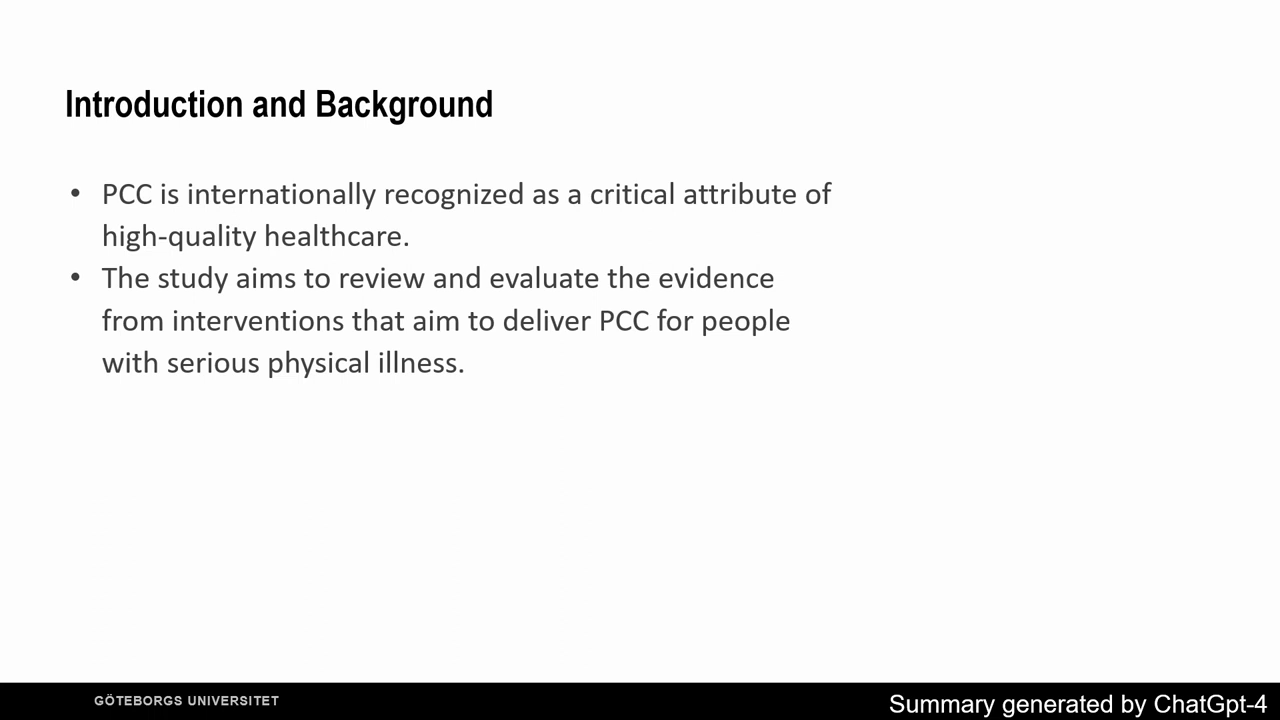 Introduction and Background
• PCC is internationally recognized as a critical attribute of
high-quality healthcare.
• The study aims to review and evaluate the evidence
from interventions that aim to deliver PCC for people
with serious physical illness.
GÖTEBORGS UNIVERSITET
Summary generated by ChatGpt-4